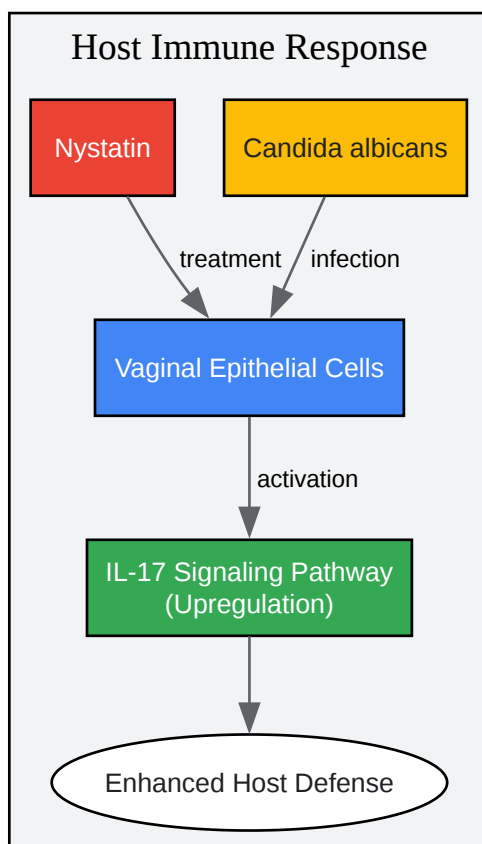 Host Immune Response
Nystatin
Candida albicans
treatment
infection
Vaginal Epithelial Cells
activation
IL-17 Signaling Pathway
(Upregulation)
Enhanced Host Defense